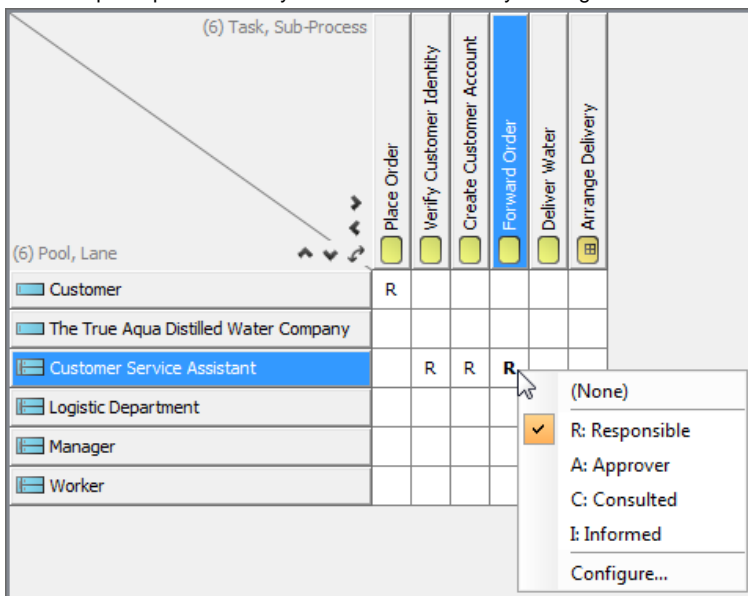 (6) Task, Sub-Process
Place Order
Verify Customer Identity
Create Customer Account
Forward Order
Deliver Water
Arrange Delivery
(6) Pool, Lane
Customer R
The True Aqua Distilled Water Company
Customer Service Assistant R R R
Logistic Department
Manager
Worker
(None)
R: Responsible
A: Approver
C: Consulted
I: Informed
Configure...